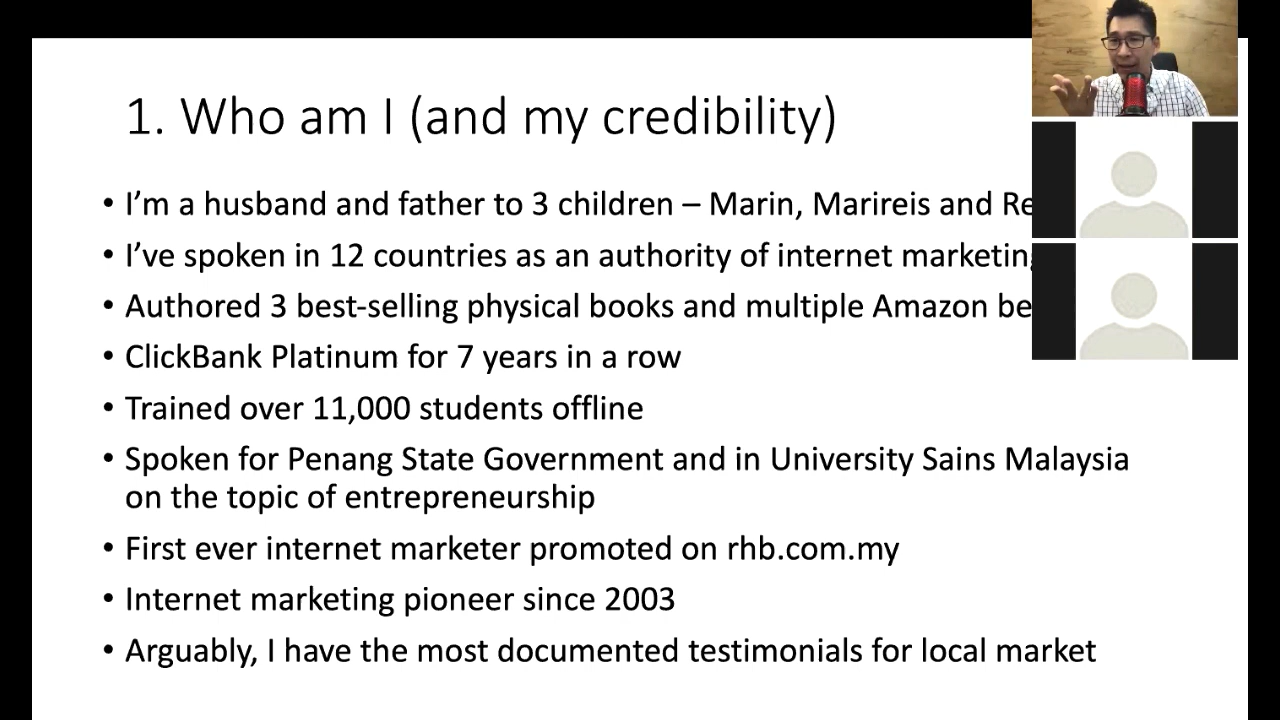 1. Who am I (and my credibility)
• I’m a husband and father to 3 children – Marin, Marireis and
• I’ve spoken in 12 countries as an authority of internet marketing
• Authored 3 best-selling physical books and multiple Amazon
• ClickBank Platinum for 7 years in a row
• Trained over 11,000 students offline
• Spoken for Penang State Government and in University Sains Malaysia
on the topic of entrepreneurship
• First ever internet marketer promoted on rhb.com.my
• Internet marketing pioneer since 2003
• Arguably, I have the most documented testimonials for local market